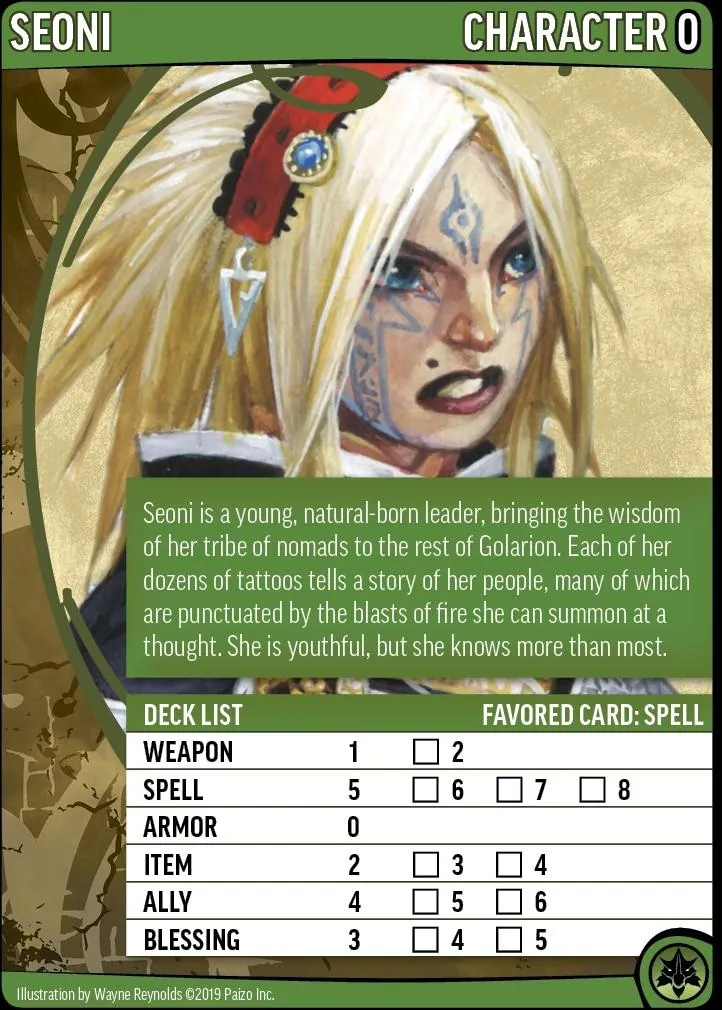 SEONI CHARACTER 0
Seoni is a young, natural-born leader, bringing the wisdom
of her tribe of nomads to the rest of Golarion. Each of her
dozens of tattoos tells a story of her people, many of which
are punctuated by the blasts of fire she can summon at a
thought. She is youthful, but she knows more than most.
DECK LIST FAVORED CARD: SPELL
WEAPON 1 ☐ 2
SPELL 5 ☐ 6 ☐ 7 ☐ 8
ARMOR 0
ITEM 2 ☐ 3 ☐ 4
ALLY 4 ☐ 5 ☐ 6
BLESSING 3 ☐ 4 ☐ 5
Illustration by Wayne Reynolds ©2019 Paizo Inc.